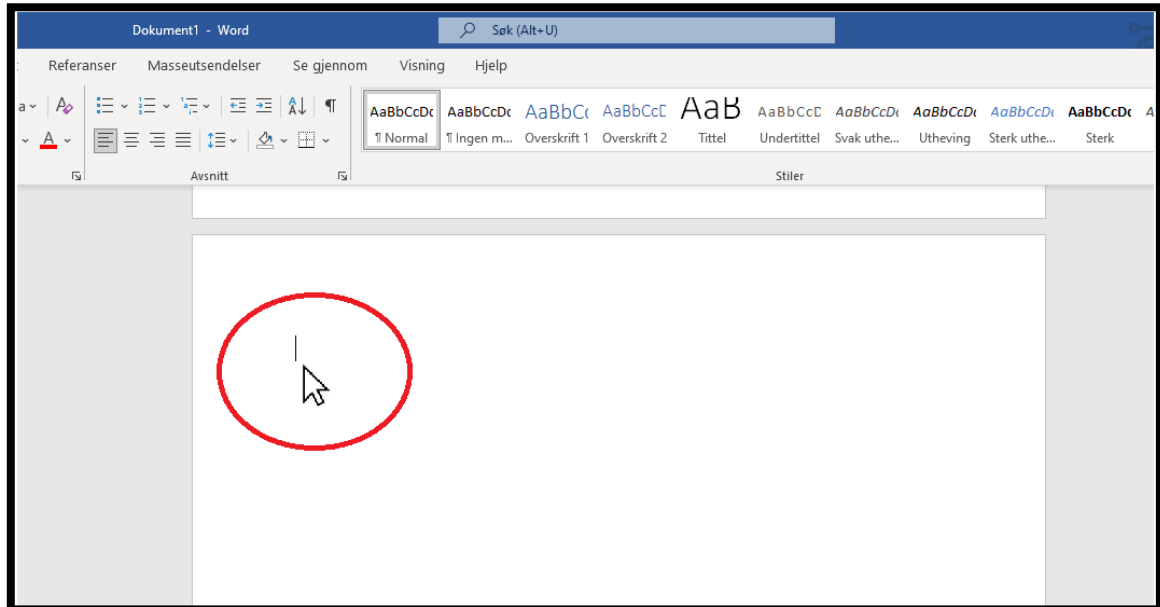 Dokument1 - Word
Søk (Alt+U)
Referanser Masseutsendelser Se gjennom Visning Hjelp
AaBbCcDc AaBbCcDc AaBbC( AaBbCcE AaB AaBbCcD AaBbCcDc AaBbCcDc AaBbCcDc AaBbCcDc
¶ Normal ¶ Ingen m... Overskrift 1 Overskrift 2 Tittel Undertittel Svak uthe... Utheving Sterk uthe... Sterk
Avsnitt Stiler